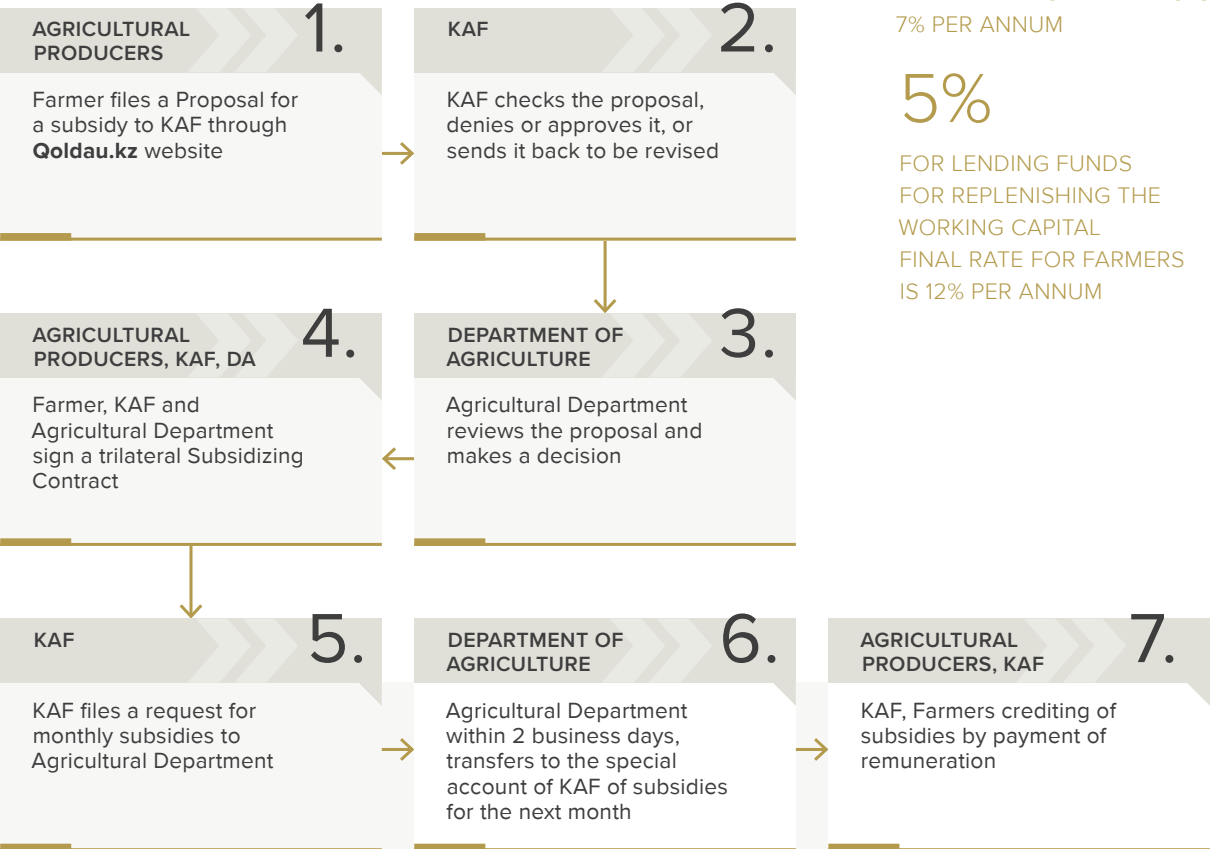 1.
AGRICULTURAL
PRODUCERS
Farmer files a Proposal for
a subsidy to KAF through
Qoldau.kz website
2.
KAF
KAF checks the proposal,
denies or approves it, or
sends it back to be revised
7% PER ANNUM
5%
FOR LENDING FUNDS
FOR REPLENISHING THE
WORKING CAPITAL
FINAL RATE FOR FARMERS
IS 12% PER ANNUM
3.
DEPARTMENT OF
AGRICULTURE
Agricultural Department
reviews the proposal and
makes a decision
4.
AGRICULTURAL
PRODUCERS, KAF, DA
Farmer, KAF and
Agricultural Department
sign a trilateral Subsidizing
Contract
5.
KAF
KAF files a request for
monthly subsidies to
Agricultural Department
6.
DEPARTMENT OF
AGRICULTURE
Agricultural Department
within 2 business days,
transfers to the special
account of KAF of subsidies
for the next month
7.
AGRICULTURAL
PRODUCERS, KAF
KAF, Farmers crediting of
subsidies by payment of
remuneration